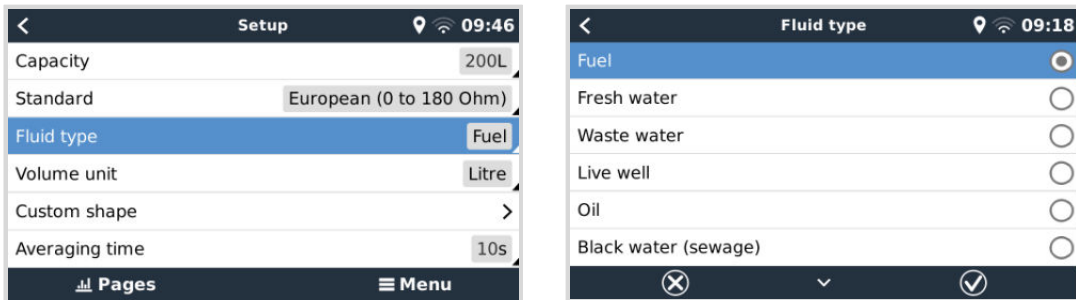 Setup 09:46
Capacity 200L
Standard European (0 to 180 Ohm)
Fluid type Fuel
Volume unit Litre
Custom shape
Averaging time 10s
Pages Menu
Fluid type 09:18
Fuel
Fresh water
Waste water
Live well
Oil
Black water (sewage)